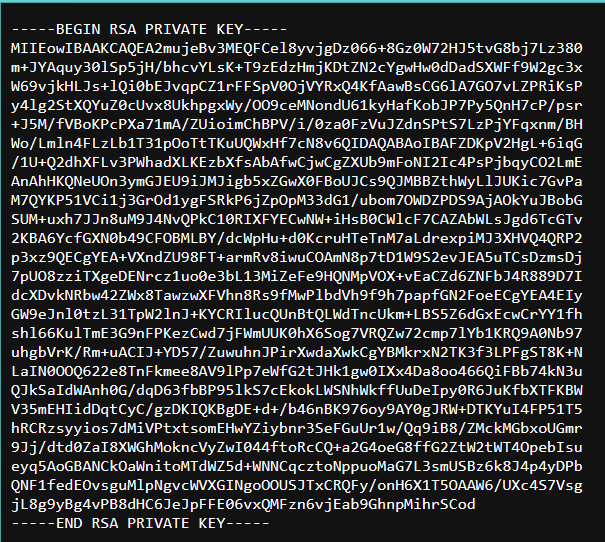 -----BEGIN RSA PRIVATE KEY-----
MIIEowIBAAKCAQEA2mujeBv3MEQFCel8yvjgDz066+8Gz0W72HJ5tvG8bj7Lz380
m+JYAquy30lSp5jH/bhcvYLsK+T9zEdzHmjKDtZN2cYgwHw0dDadSXWFf9W2gc3x
W69vjkHLJs+lQi0bEJvqpCZ1rFFSpV0OjVYRxQ4KfAawBsCG6lA7GO7vLZPRiKsP
y4lg2StXQYuZ0cUvx8UkhpgxWy/OO9ceMNondU61kyHafKobJP7Py5QnH7cP/psr
+J5M/fVBoKPcPXa71mA/ZUioimChBPV/i/0za0FzVuJZdnSPtS7LzPjYFqxnm/BH
Wo/Lmln4FLzLb1T31pOoTtTKuUQWxHf7cN8v6QIDAQABAoIBAFZDKpV2HgL+6iqG
/1U+Q2dhXFLv3PWhadXLKEzbXfsAbAfwCjwCgZXUb9mFoNI2Ic4PsPjbqyCO2LmE
AnAhHKQNeUOn3ymGJEU9iJMJigb5xZGwX0FBoUJCs9QJMBBZthWyLlJUKic7GvPa
M7QYKP51VCi1j3GrOd1ygFSRkP6jZpOpM33dG1/ubom7OWDZPDS9AjAOkYuJBobG
SUM+uxh7JJn8uM9J4NvQPkC10RIXFYECwNW+iHsB0CWlcF7CAZAbWLsJgd6TcGTv
2KBA6YcfGXN0b49CFOBMLBY/dcWpHu+d0KcruHTeTnM7aLdrexpiMJ3XHVQ4QRP2
p3xz9QECgYEA+VXndZU98FT+armRv8iwuCOAmN8p7tD1W9S2evJEA5uTCsDzmsDj
7pUO8zziTXgeDENrcz1uo0e3bL13MiZeFe9HQNMpVOX+vEaCZd6ZNFbJ4R889D7I
dcXDvkNRbw42ZWx8TawzwXFVhn8Rs9fMwPlbdVh9f9h7papfGN2FoeECgYEA4EIy
GW9eJnl0tzL31TpW2lnJ+KYCRIlucQUnBtQLWdTncUkm+LBS5Z6dGxEcwCrYY1fh
shl66KulTmE3G9nFPKezCwd7jFWmUUK0hX6Sog7VRQZw72cmp7lYb1KRQ9A0Nb97
uhgbVrK/Rm+uACIJ+YD57/ZuwuhnJPirXwdaXwkCgYBMkrxN2TK3f3LPFgST8K+N
LaIN0OOQ622e8TnFkmee8AV9lPp7eWfG2tJHk1gw0IXx4Da8oo466QiFBb74kN3u
QJkSaIdWAnh0G/dqD63fbBP95lkS7cEkokLWSNhWkffUuDeIpy0R6JuKfbXTFKBW
V35mEHIidDqtCyC/gzDKIQKBgDE+d+/b46nBK976oy9AY0gJRW+DTKYuI4FP51T5
hRCRzsyyios7dMiVPtxtsomEHwYZiybnr3SeFGuUr1w/Qq9iB8/ZMckMGbxoUGmr
9Jj/dtd0ZaI8XWGhMokncVyZwI044ftoRcCQ+a2G4oeG8ffG2ZtW2tWT4OpebIsu
eyq5AoGBANCkOaWnitoMTdWZ5d+WNNCqcztoNppuoMaG7L3smUSBz6k8J4p4yDPb
QNF1fedEOvsguMlpNgvcWVXGINgoOOUSJTxCRQFy/onH6X1T5OAAW6/UXc4S7Vsg
jL8g9yBg4vPB8dHC6JeJpFFE06vxQMFzn6vjEab9GhnpMihrSCod
-----END RSA PRIVATE KEY-----